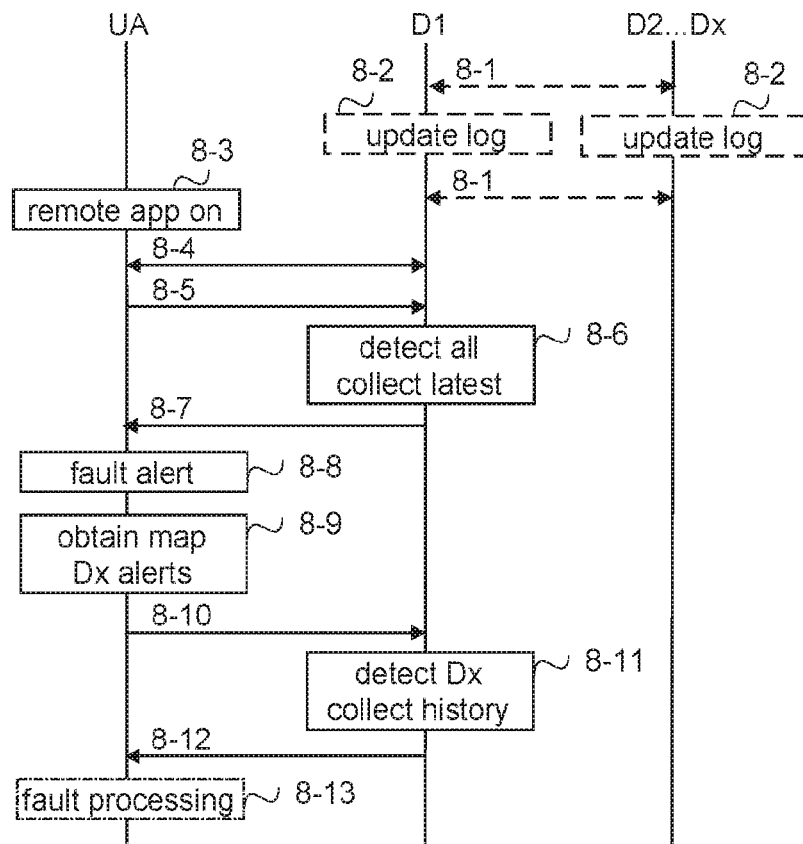 UA D1 D2...Dx
8-2 8-1 8-2
update log update log
8-3 8-1
remote app on
8-4
8-5
detect all 8-6
collect latest
8-7
fault alert 8-8
obtain map 8-9
Dx alerts
8-10
detect Dx 8-11
collect history
8-12
fault processing 8-13